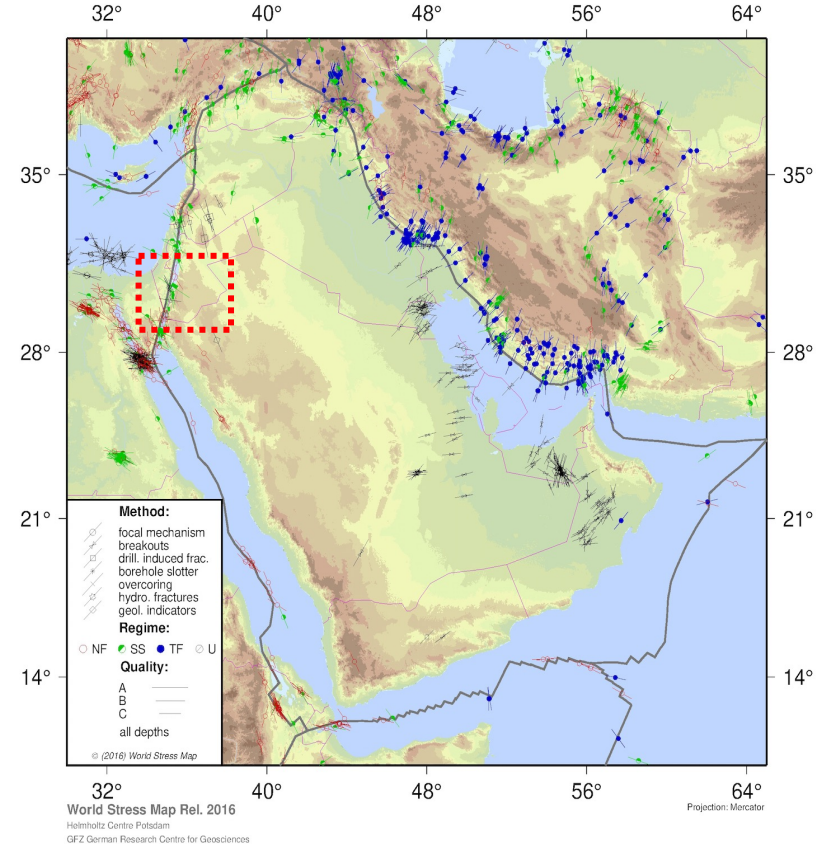 32° 40° 48° 56° 64°
35° 35°
28° 28°
21° 21°
14° 14°
Method:
focal mechanism
breakouts
drill. induced frac.
borehole slotter
overcoring
hydro. fractures
geol. indicators
Regime:
NF SS TF U
Quality:
A
B
C
all depths
© (2016) World Stress Map
32° 40° 48° 56° 64°
World Stress Map Rel. 2016
Projection: Mercator
Helmholtz Centre Potsdam
GFZ German Research Centre for Geosciences